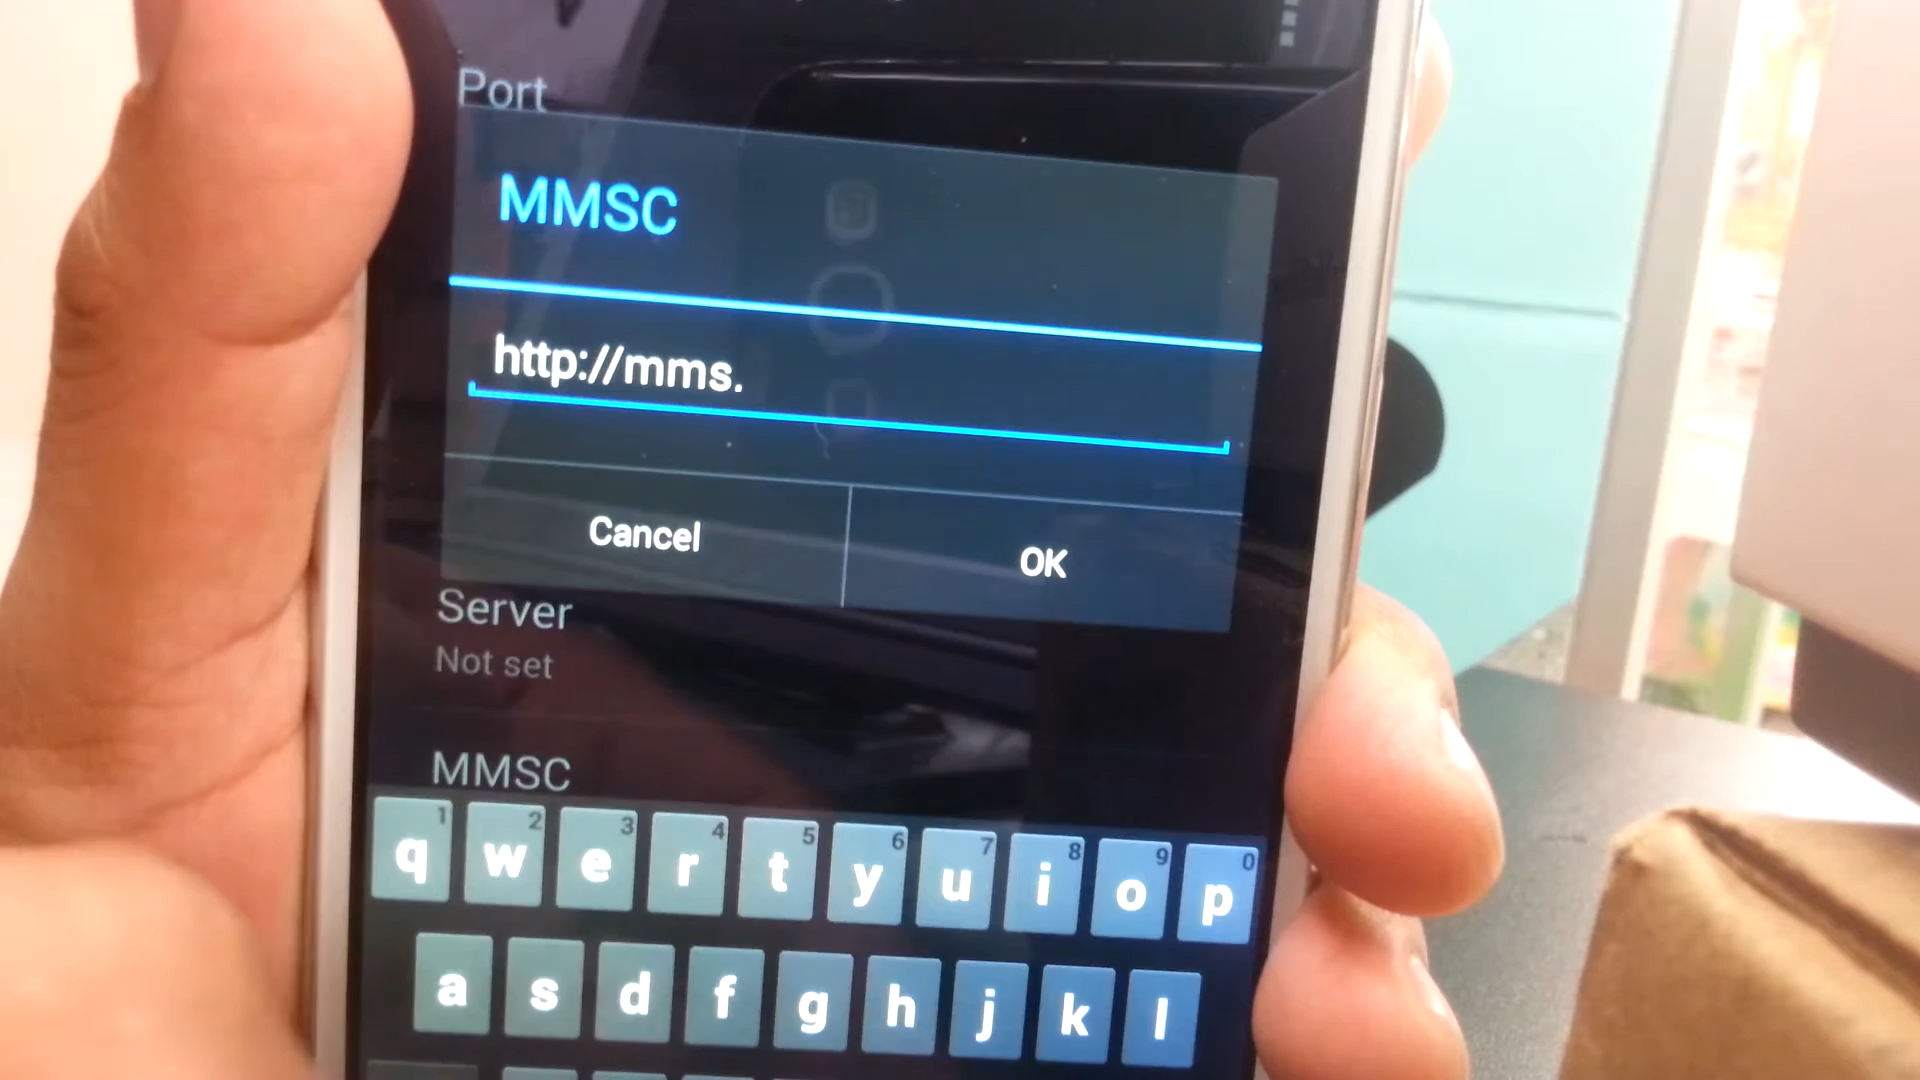 Port
MMSC
http://mms.
Cancel OK
Server
Not set
MMSC
1 2 3 4 5 6 7 8 9 0
q w e r t y u i o p
a s d f g h j k l